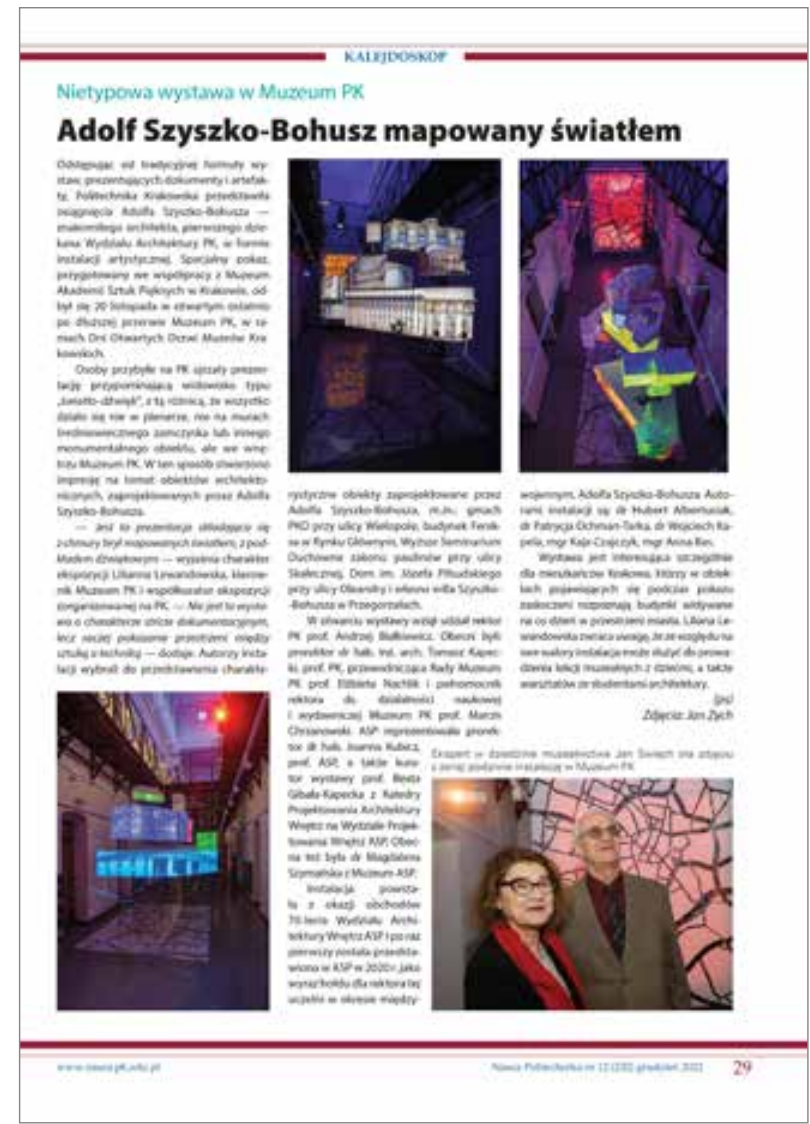 KALEJDOSKOP
Nietypowa wystawa w Muzeum PK
Adolf Szyszko-Bohusz mapowany światłem
Odstępując od tradycyjnej formuły wy-
staw, prezentujących dokumenty i artefak-
ty, Politechnika Krakowska przedstawiła
osiągnięcia Adolfa Szyszko-Bohusza —
znakomitego architekta, pierwszego dzie-
kana Wydziału Architektury PK, w formie
instalacji artystycznej. Specjalny pokaz,
przygotowany we współpracy z Muzeum
Akademii Sztuk Pięknych w Krakowie, od-
był się 20 listopada w otwartym ostatnio
po dłuższej przerwie Muzeum PK, w ra-
mach Dni Otwartych Drzwi Muzeów Kra-
kowskich.
Osoby przybyłe na PK ujrzały prezen-
tację przypominającą widowisko typu
„światło-dźwięk”, z tą różnicą, że wszystko
działo się nie w plenerze, nie na murach
średniowiecznego zamczyska lub innego
monumentalnego obiektu, ale we wnę-
trzu Muzeum PK. W ten sposób stworzono
impresję na temat obiektów architekto-
nicznych, zaprojektowanych przez Adolfa
Szyszko-Bohusza.
— Jest to prezentacja składająca się
z chmury brył mapowanych światłem, z pod-
kładem dźwiękowym — wyjaśnia charakter
ekspozycji Lilianna Lewandowska, kierow-
nik Muzeum PK i współkurator ekspozycji
zorganizowanej na PK. — Nie jest to wysta-
wa o charakterze stricte dokumentacyjnym,
lecz raczej pokazanie przestrzeni między
sztuką a techniką — dodaje. Autorzy insta-
lacji wybrali do przedstawienia charakte-
rystyczne obiekty zaprojektowane przez
Adolfa Szyszko-Bohusza, m.in.: gmach
PKO przy ulicy Wielopole, budynek Fenik-
sa w Rynku Głównym, Wyższe Seminarium
Duchowne zakonu paulinów przy ulicy
Skałecznej, Dom im. Józefa Piłsudskiego
przy ulicy Oleandry i własna willa Szyszko-
-Bohusza w Przegorzałach.
W otwarciu wystawy wziął udział rektor
PK prof. Andrzej Białkiewicz. Obecni byli
prorektor dr hab. inż. arch. Tomasz Kapec-
ki, prof. PK, przewodnicząca Rady Muzeum
PK prof. Elżbieta Nachlik i pełnomocnik
rektora ds. działalności naukowej
i wydawniczej Muzeum PK prof. Marcin
Chrzanowski. ASP reprezentowała prorek-
tor dr hab. Joanna Kubicz,
prof. ASP, a także kura-
tor wystawy prof. Beata
Gibała-Kapecka z Katedry
Projektowania Architektury
Wnętrz na Wydziale Projek-
towania Wnętrz ASP. Obec-
na też była dr Magdalena
Szymańska z Muzeum ASP.
Instalacja powsta-
ła z okazji obchodów
70-lecia Wydziału Archi-
tektury Wnętrz ASP i po raz
pierwszy została przedsta-
wiona w ASP w 2020 r. jako
wyraz hołdu dla rektora tej
uczelni w okresie między-
wojennym, Adolfa Szyszko-Bohusza. Auto-
rami instalacji są: dr Hubert
dr Patrycja Ochman-Tarka, dr Wojciech Ka-
pela, mgr Kaja Czajczyk, mgr Anna Bas.
Wystawa jest interesująca szczególnie
dla mieszkańców Krakowa, którzy w obiek-
tach pojawiających się podczas pokazu
zaskoczeni rozpoznają budynki widywane
na co dzień w przestrzeni miasta. Liliana Le-
wandowska zwraca uwagę, że ze względu na
swe walory instalacja może służyć do prowa-
dzenia lekcji muzealnych z dziećmi, a także
warsztatów ze studentami architektury.
(ps)
Zdjęcia: Jan Zych
Ekspert w dziedzinie muzealnictwa Jan Święch (na zdjęciu
z żoną) podziwia instalację w Muzeum PK
www.nasza.pk.edu.pl
Nasza Politechnika nr 12 (232) grudzień 2022
29